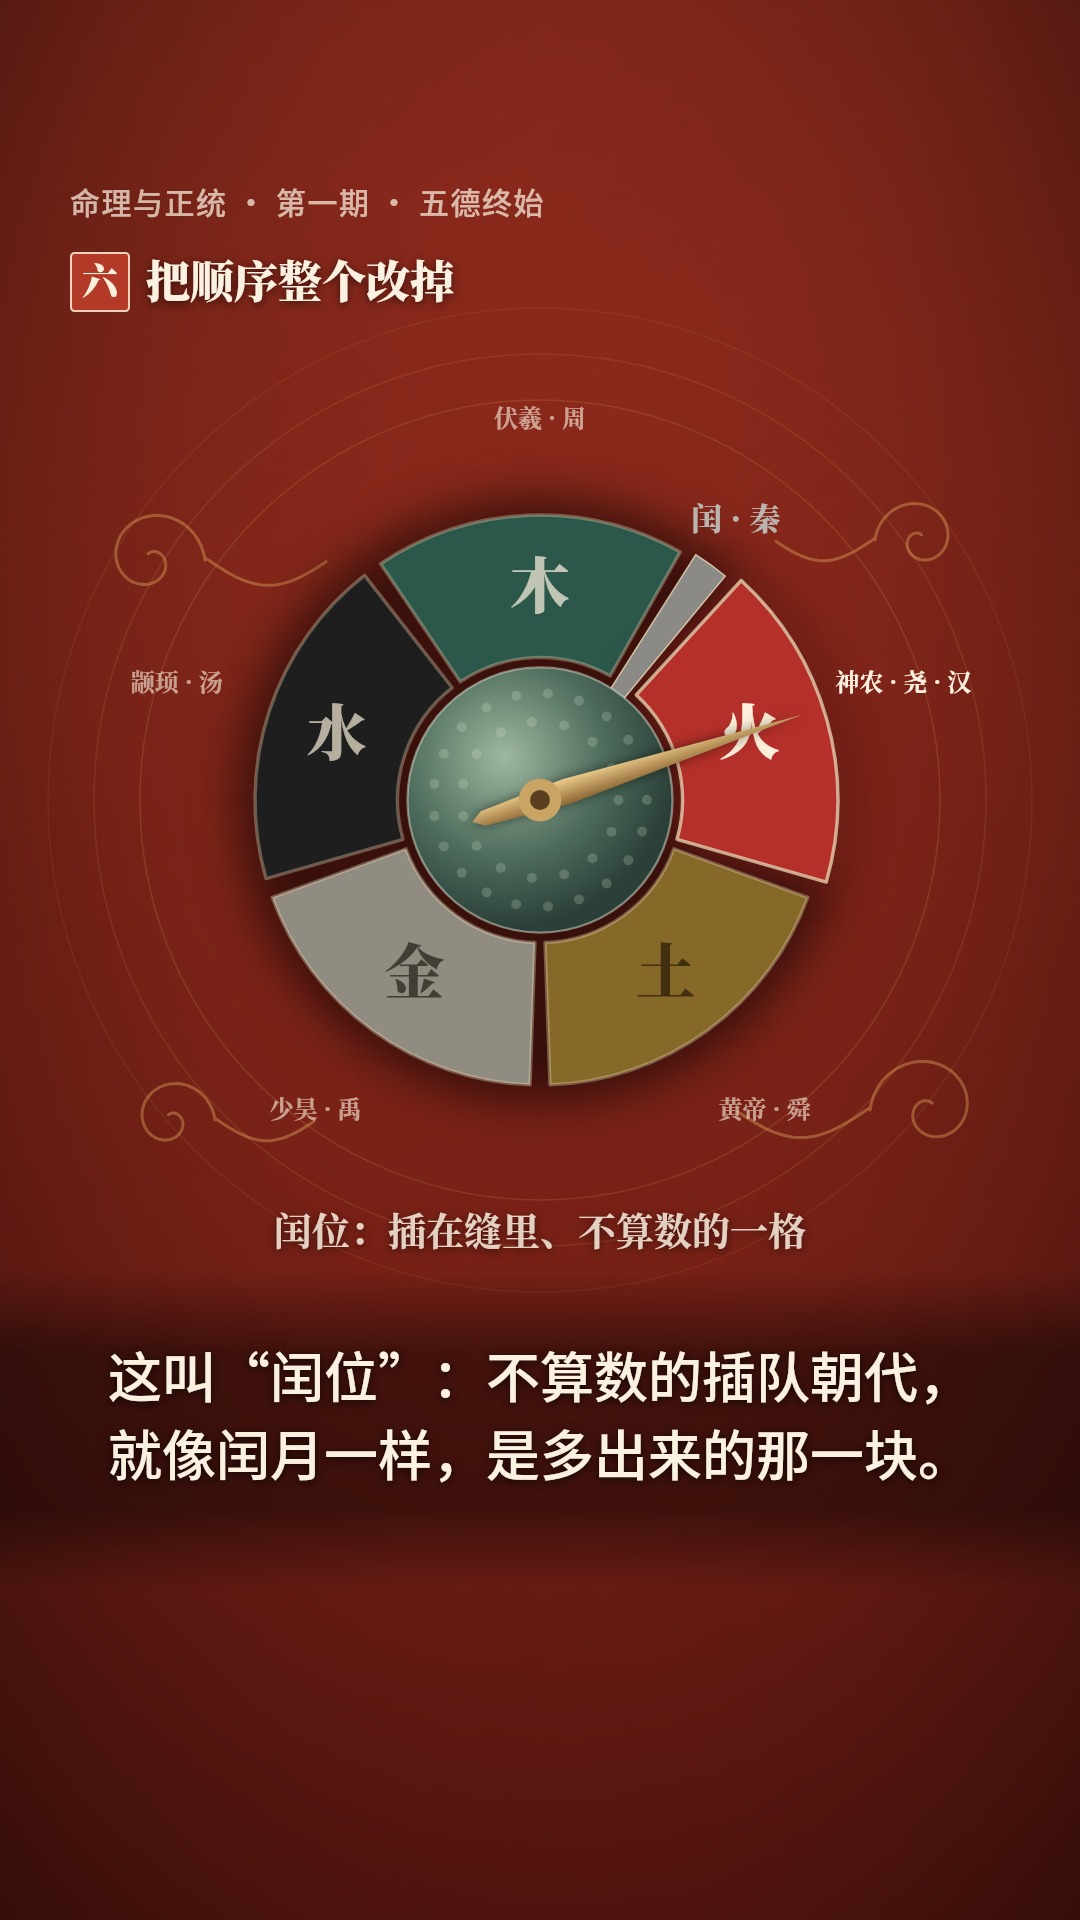 命理与正统 · 第一期 · 五德终始
六 把顺序整个改掉
伏羲 · 周
闰 · 秦
木
颛顼 · 汤
神农 · 尧 · 汉
水
火
金
土
少昊 · 禹
黄帝 · 舜
闰位：插在缝里、不算数的一格
这叫“闰位”：不算数的插队朝代，
就像闰月一样，是多出来的那一块。